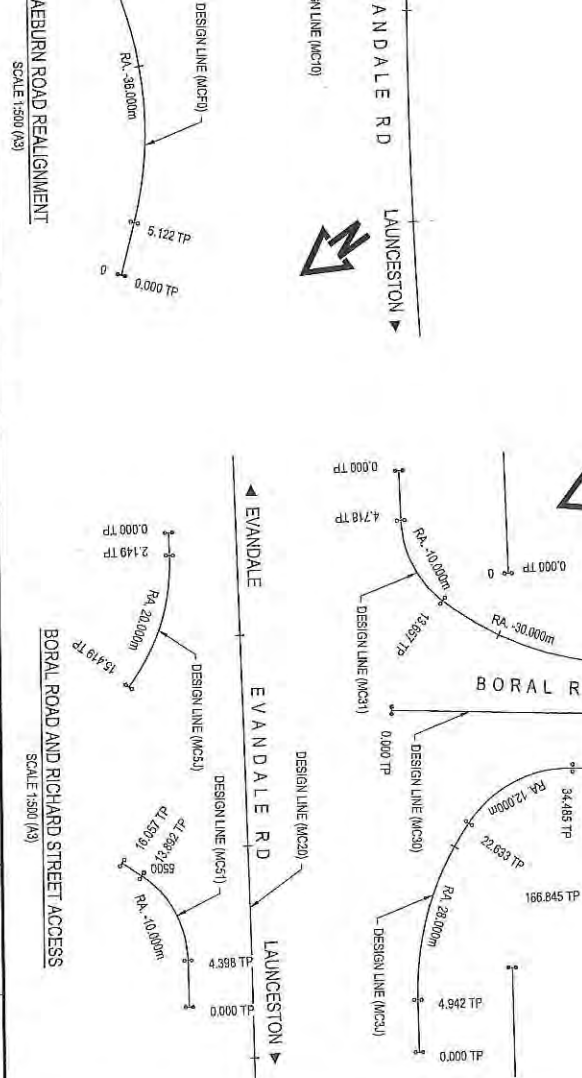 DESIGN LINE (MCF0)
RA. -36.000m
5.122 TP
0
0.000 TP
AEBURN ROAD REALIGNMENT
SCALE 1:500 (A3)
N LINE (MC10)
ANDALE RD
LAUNCESTON
N
0.000 TP
4.718 TP
RA. -10.000m
13.657 TP
RA. -30.000m
DESIGN LINE (MC31)
0
0.000 TP
BORAL R
0.000 TP
DESIGN LINE (MC30)
34.485 TP
RA. 12.000m
22.633 TP
166.845 TP
RA. 28.000m
DESIGN LINE (MC3J)
4.942 TP
0.000 TP
EVANDALE
EVANDALE RD
LAUNCESTON
DESIGN LINE (MC20)
0.000 TP
2.149 TP
RA. 20.000m
15.419 TP
DESIGN LINE (MC5J)
DESIGN LINE (MC51)
16.057 TP
13.892 TP
6500
RA. -10.000m
4.398 TP
0.000 TP
BORAL ROAD AND RICHARD STREET ACCESS
SCALE 1:500 (A3)